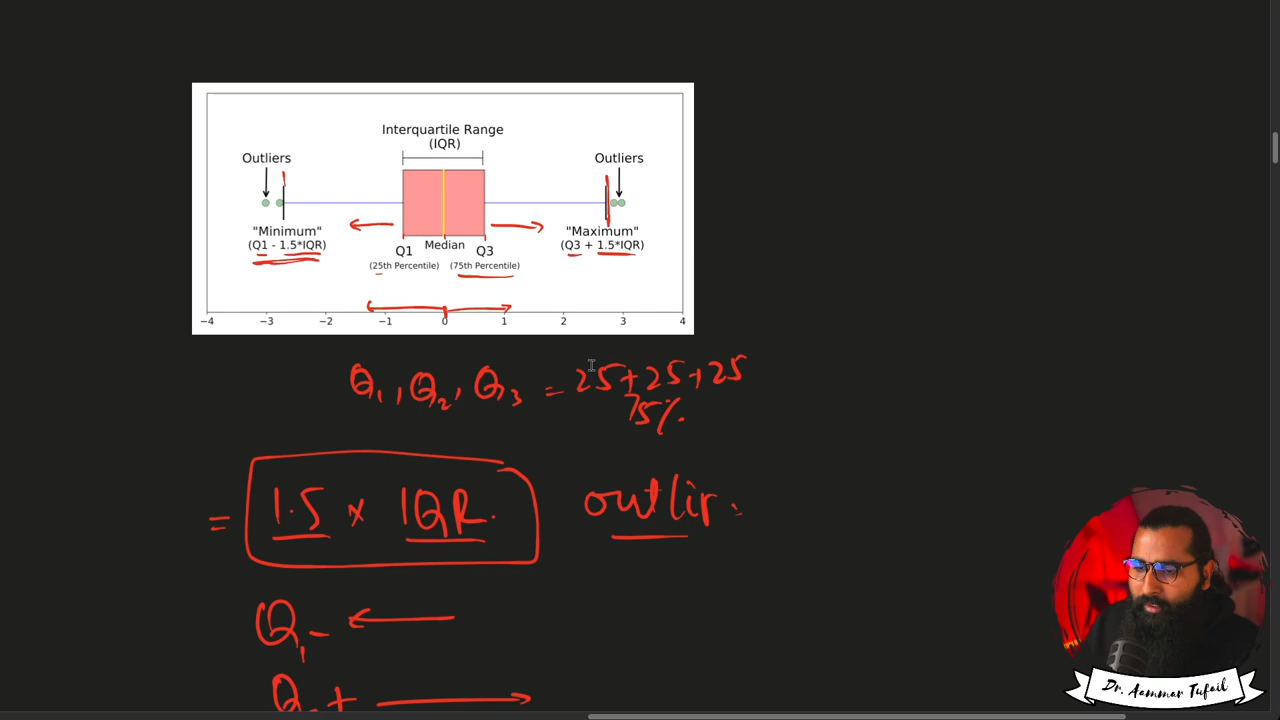 Interquartile Range
(IQR)
Outliers
Outliers
"Minimum"
(Q1 - 1.5*IQR)
"Maximum"
(Q3 + 1.5*IQR)
Q1
Median
Q3
(25th Percentile)
(75th Percentile)
−4 −3 −2 −1 0 1 2 3 4
Q1, Q2, Q3 = 25+25+25
75%
= 1.5 x IQR. outlir :
Q1 -
+
Dr. Aammar Tufail